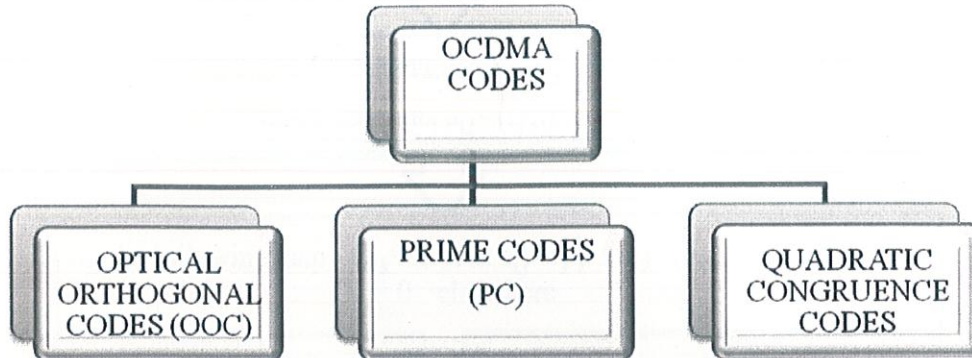 OCDMA
CODES
OPTICAL
ORTHOGONAL
CODES (OOC)
PRIME CODES
(PC)
QUADRATIC
CONGRUENCE
CODES